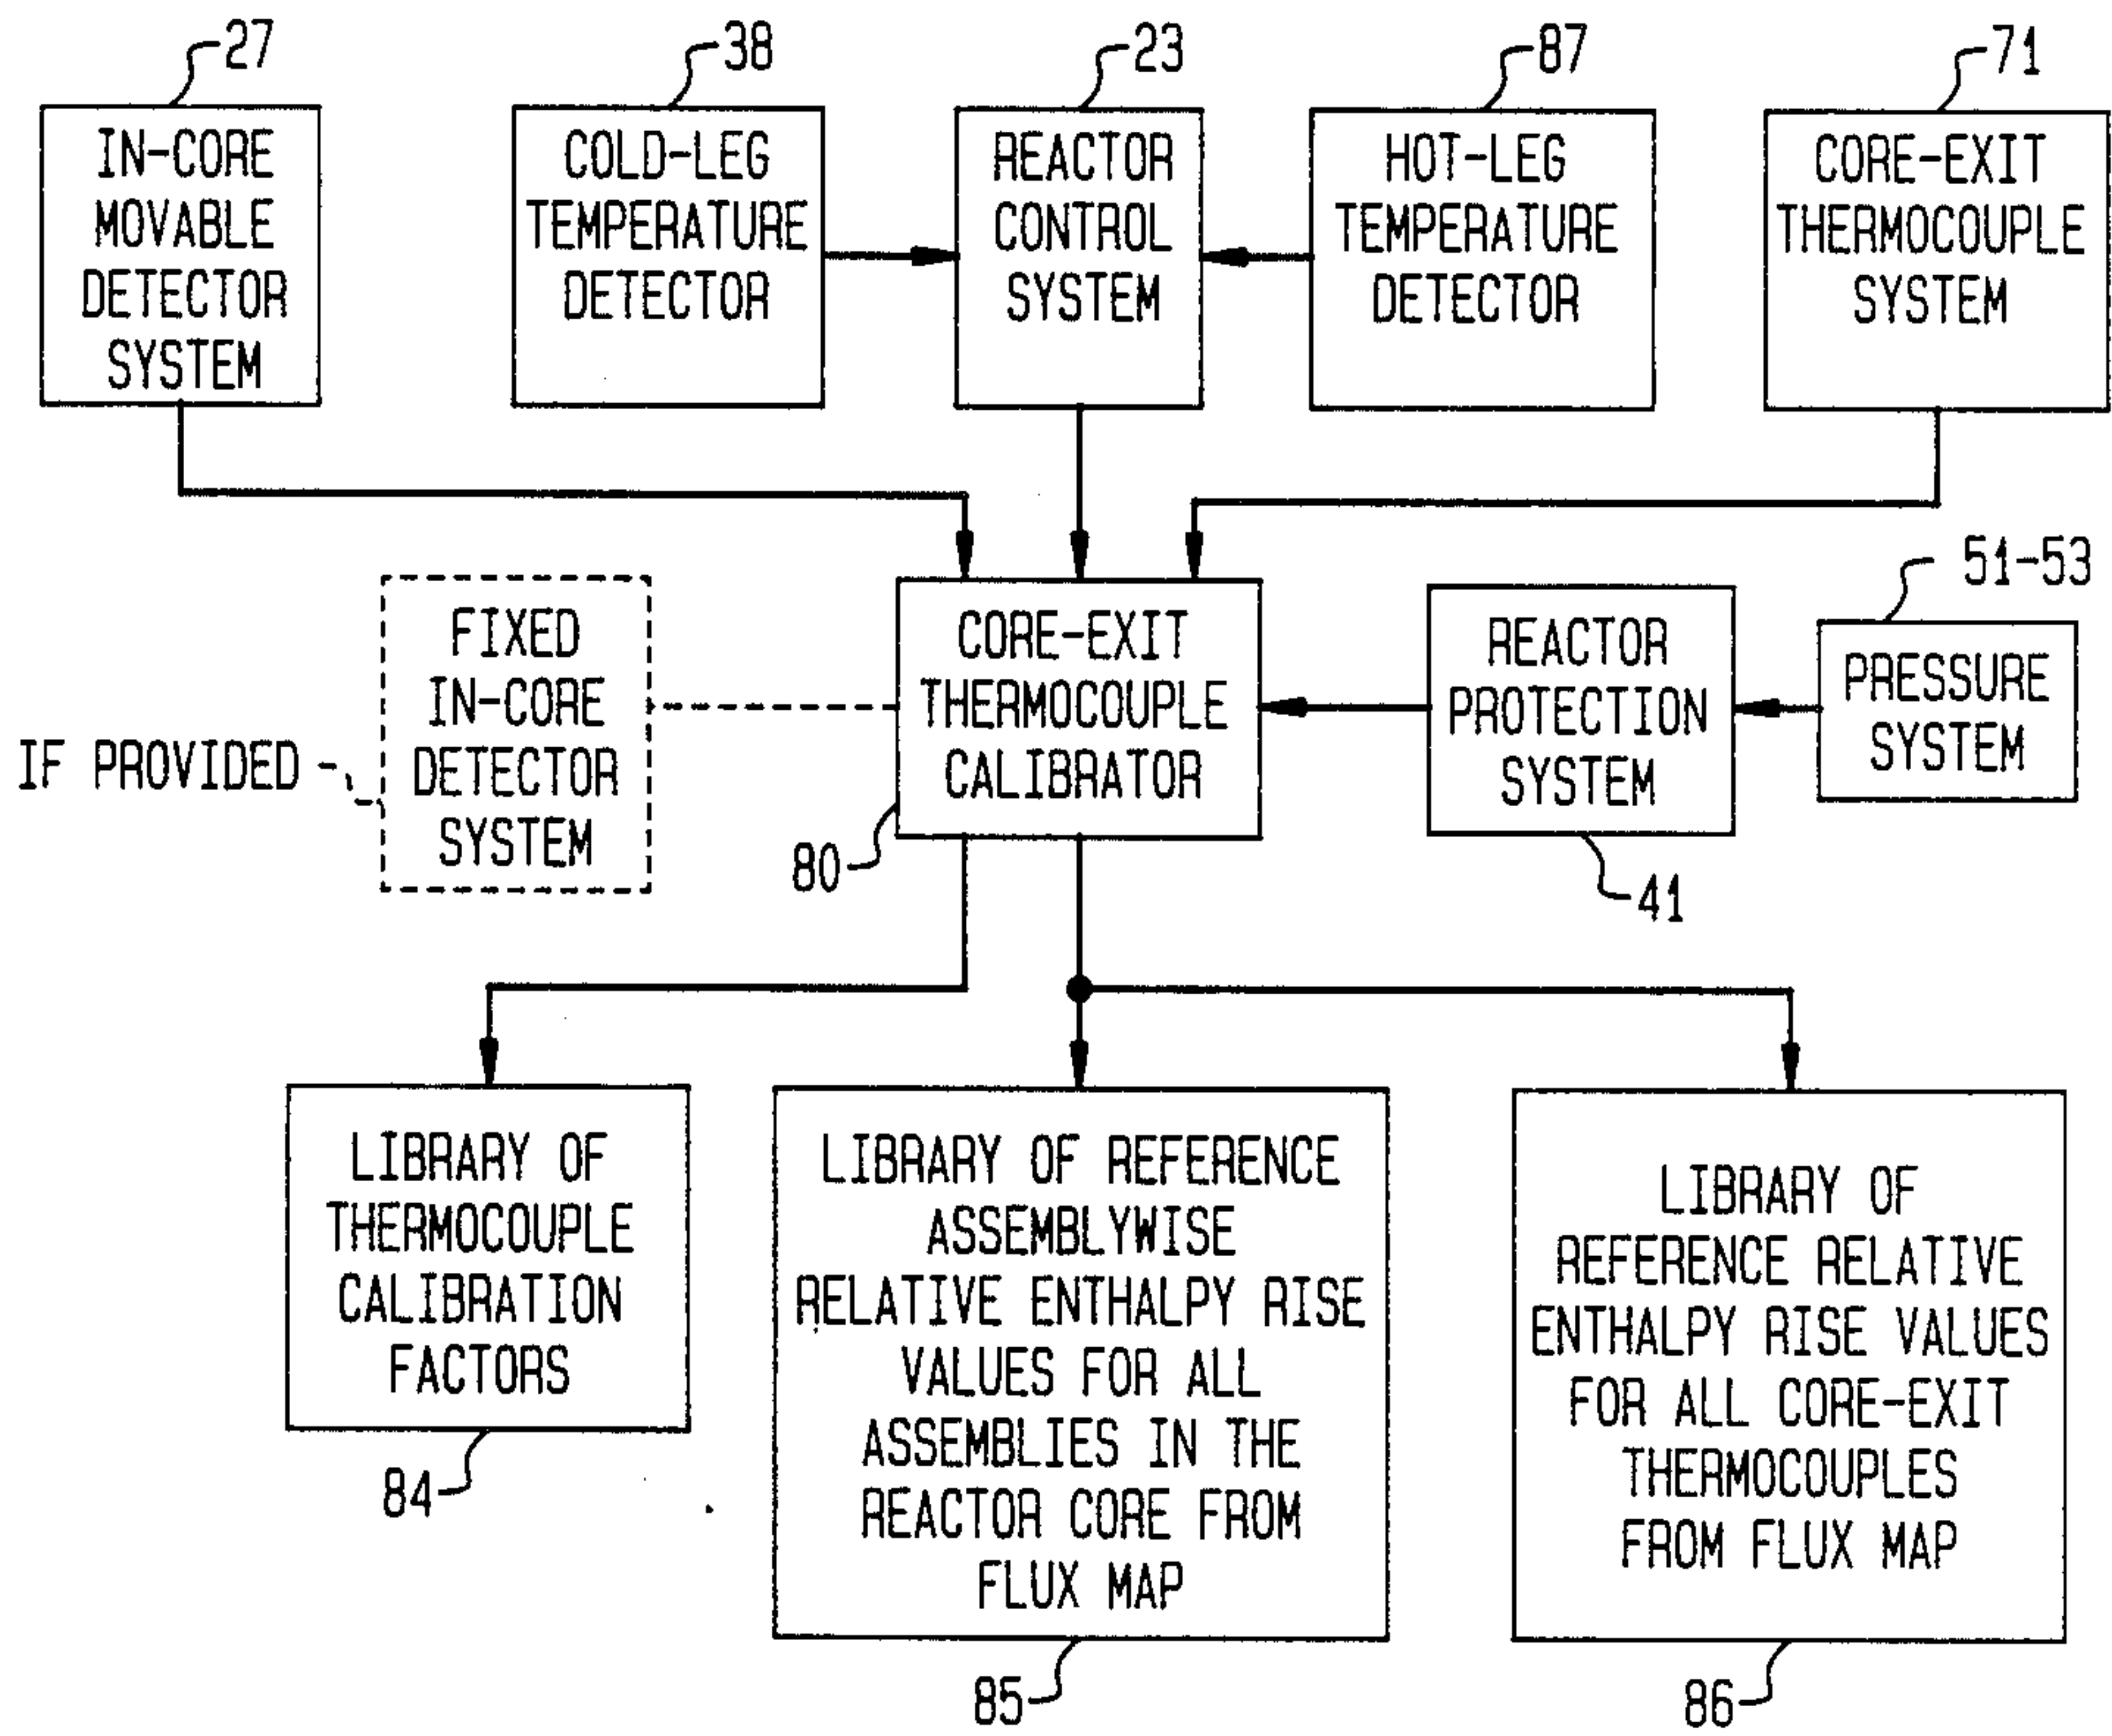 27
38
23
87
71
IN-CORE
MOVABLE
DETECTOR
SYSTEM
COLD-LEG
TEMPERATURE
DETECTOR
REACTOR
CONTROL
SYSTEM
HOT-LEG
TEMPERATURE
DETECTOR
CORE-EXIT
THERMOCOUPLE
SYSTEM
IF PROVIDED
FIXED
IN-CORE
DETECTOR
SYSTEM
CORE-EXIT
THERMOCOUPLE
CALIBRATOR
80
REACTOR
PROTECTION
SYSTEM
41
51-53
PRESSURE
SYSTEM
LIBRARY OF
THERMOCOUPLE
CALIBRATION
FACTORS
84
LIBRARY OF REFERENCE
ASSEMBLYWISE
RELATIVE ENTHALPY RISE
VALUES FOR ALL
ASSEMBLIES IN THE
REACTOR CORE FROM
FLUX MAP
85
LIBRARY OF
REFERENCE RELATIVE
ENTHALPY RISE VALUES
FOR ALL CORE-EXIT
THERMOCOUPLES
FROM FLUX MAP
86